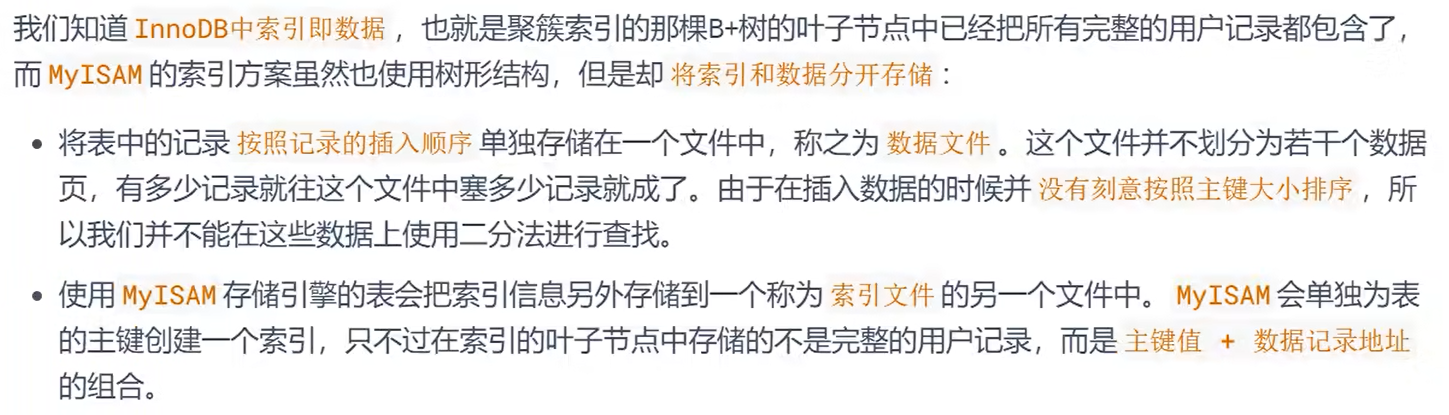 我们知道 InnoDB中索引即数据 ，也就是聚簇索引的那棵B+树的叶子节点中已经把所有完整的用户记录都包含了，
而 MyISAM 的索引方案虽然也使用树形结构，但是却 将索引和数据分开存储 ：
• 将表中的记录 按照记录的插入顺序 单独存储在一个文件中，称之为 数据文件 。这个文件并不划分为若干个数据
页，有多少记录就往这个文件中塞多少记录就成了。由于在插入数据的时候并 没有刻意按照主键大小排序 ，所
以我们并不能在这些数据上使用二分法进行查找。
• 使用 MyISAM 存储引擎的表会把索引信息另外存储到一个称为 索引文件 的另一个文件中。 MyISAM 会单独为表
的主键创建一个索引，只不过在索引的叶子节点中存储的不是完整的用户记录，而是 主键值 + 数据记录地址
的组合。